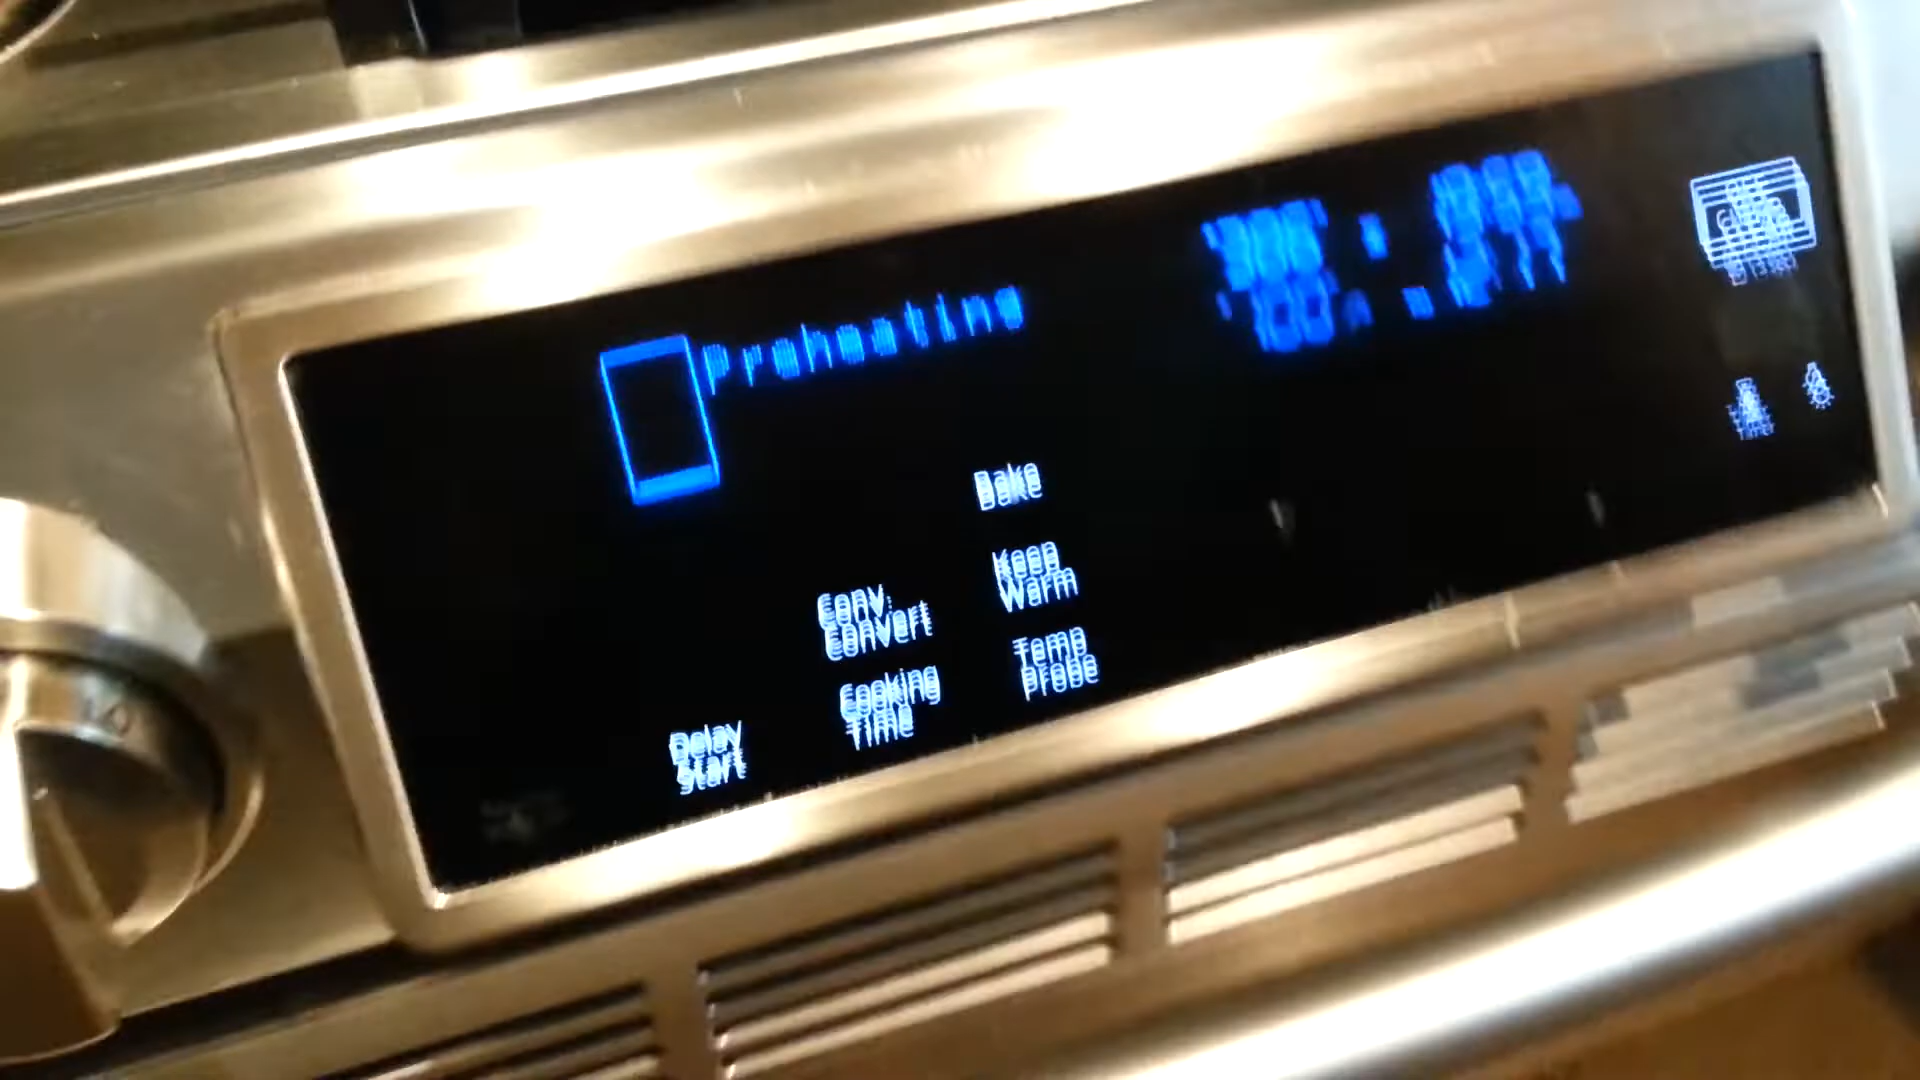 Preheating
Bake
Keep
Warm
Conv.
Convert
Temp
Probe
Cooking
Time
Delay
Start